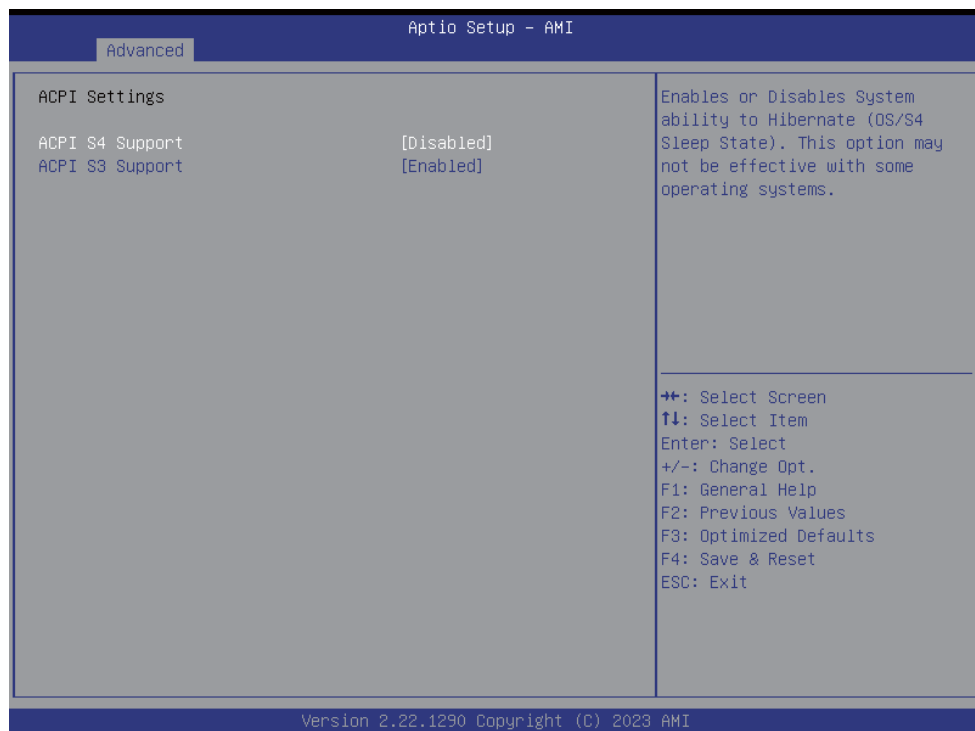 Aptio Setup – AMI
Advanced
ACPI Settings
ACPI S4 Support [Disabled]
ACPI S3 Support [Enabled]
Enables or Disables System
ability to Hibernate (OS/S4
Sleep State). This option may
not be effective with some
operating systems.
→←: Select Screen
↑↓: Select Item
Enter: Select
+/-: Change Opt.
F1: General Help
F2: Previous Values
F3: Optimized Defaults
F4: Save & Reset
ESC: Exit
Version 2.22.1290 Copyright (C) 2023 AMI